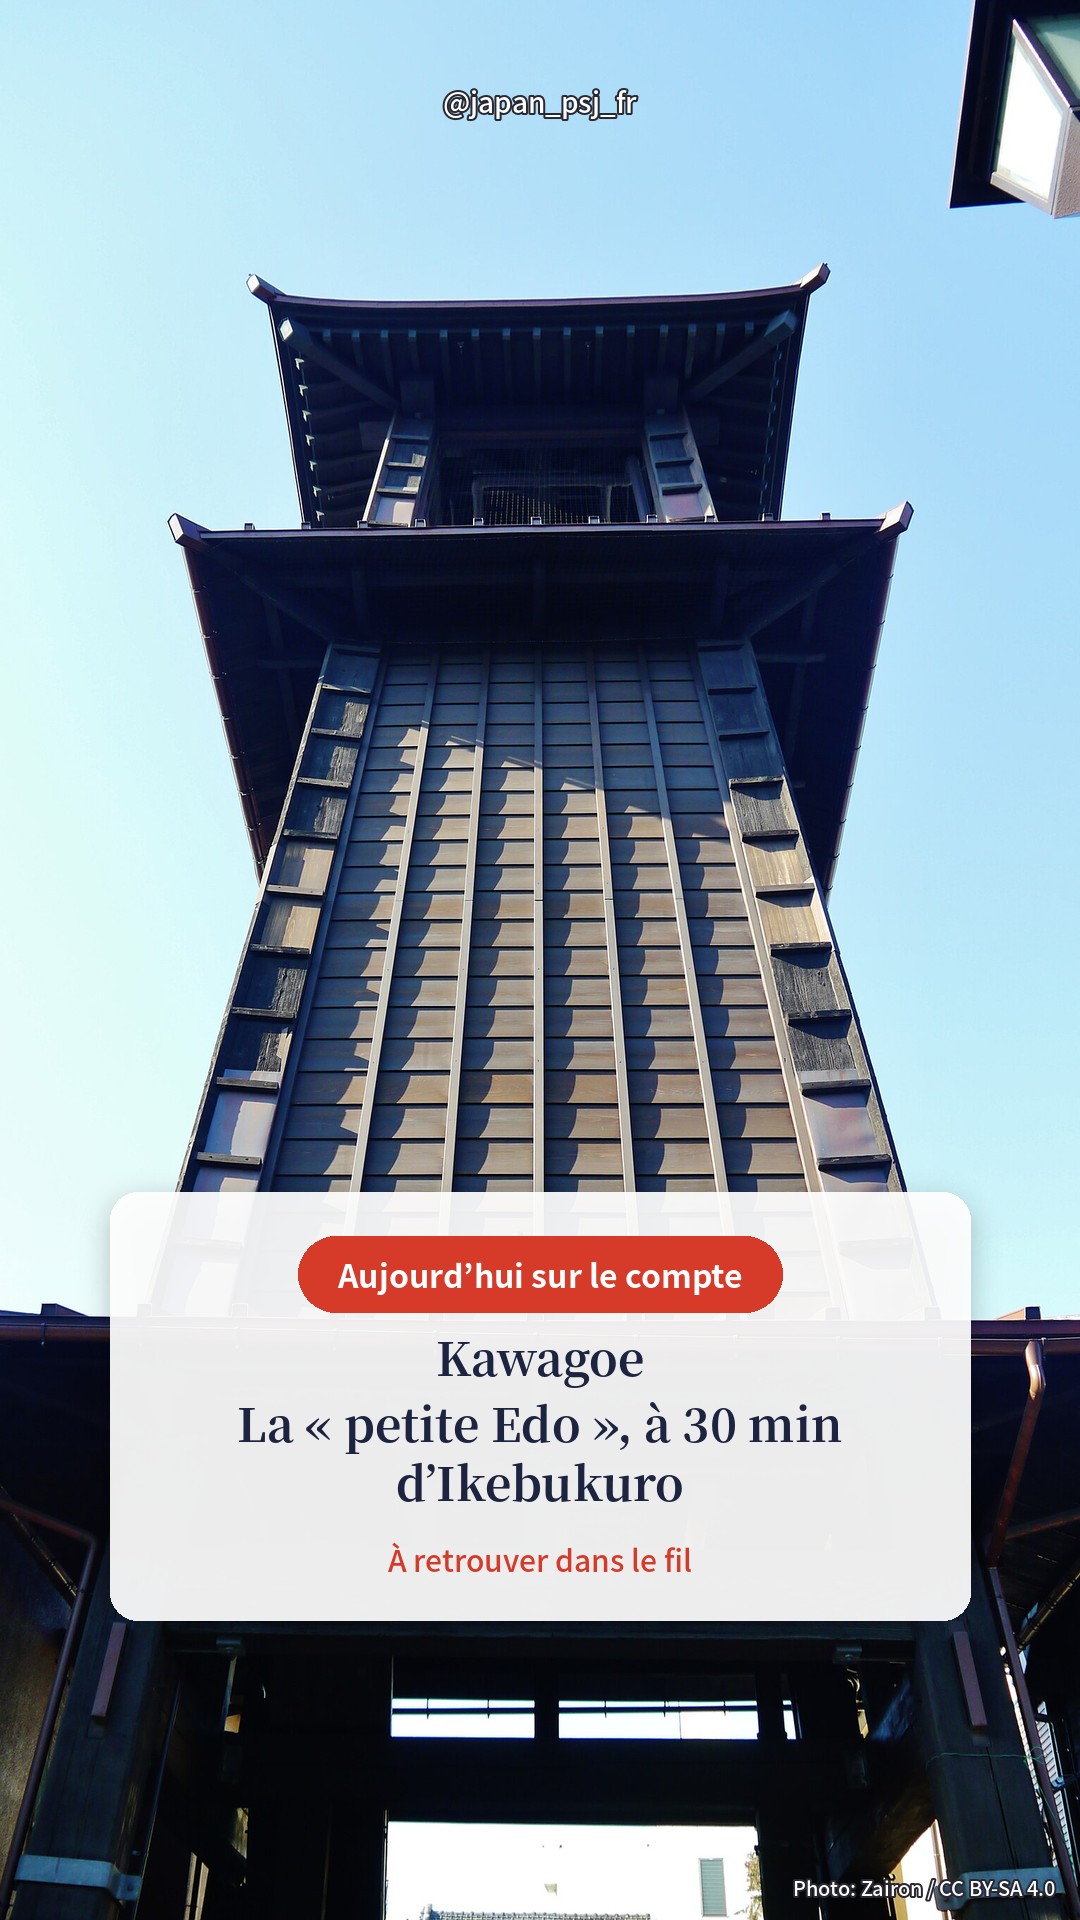 @japan_psj_fr
Aujourd’hui sur le compte
Kawagoe
La « petite Edo », à 30 min
d’Ikebukuro
À retrouver dans le fil
Photo: Zairon / CC BY-SA 4.0